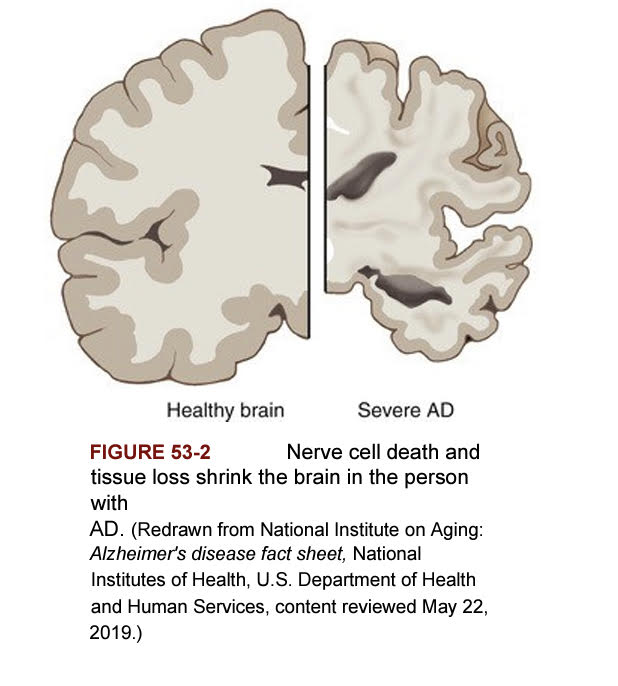 Healthy brain Severe AD
FIGURE 53-2 Nerve cell death and
tissue loss shrink the brain in the person
with
AD. (Redrawn from National Institute on Aging:
Alzheimer's disease fact sheet, National
Institutes of Health, U.S. Department of Health
and Human Services, content reviewed May 22,
2019.)